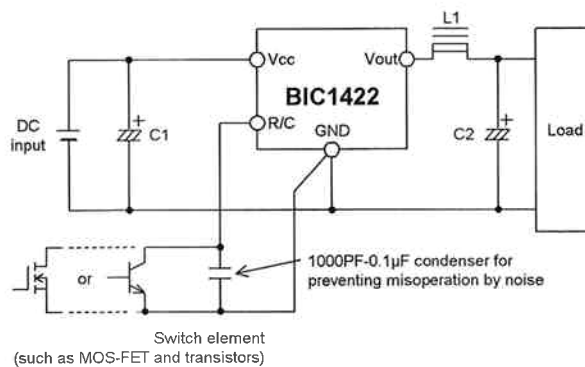 L1
Vcc
Vout
BIC1422
DC
input
C1
R/C
GND
C2
Load
or
1000PF-0.1μF condenser for
preventing misoperation by noise
Switch element
(such as MOS-FET and transistors)